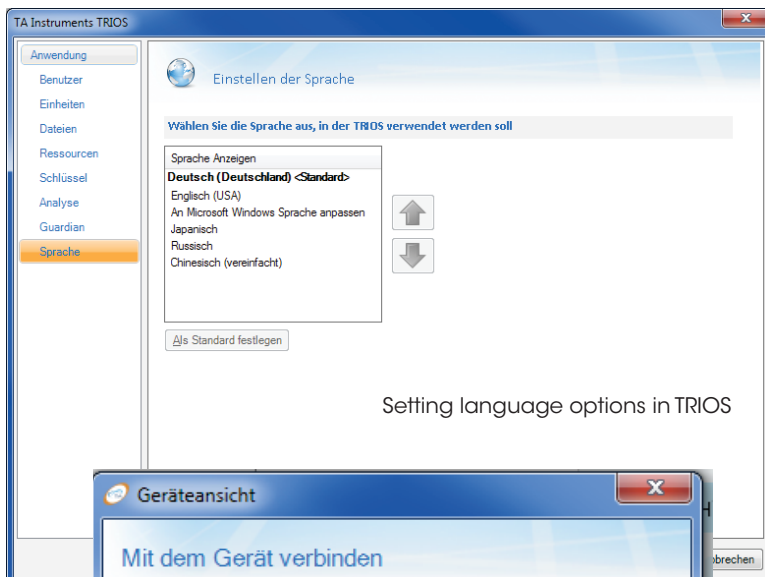 TA Instruments TRIOS
Anwendung
Benutzer
Einheiten
Dateien
Ressourcen
Schlüssel
Analyse
Guardian
Sprache
Einstellen der Sprache
Wählen Sie die Sprache aus, in der TRIOS verwendet werden soll
Sprache Anzeigen
Deutsch (Deutschland) <Standard>
Englisch (USA)
An Microsoft Windows Sprache anpassen
Japanisch
Russisch
Chinesisch (vereinfacht)
Als Standard festlegen
Setting language options in TRIOS
Geräteansicht
Mit dem Gerät verbinden